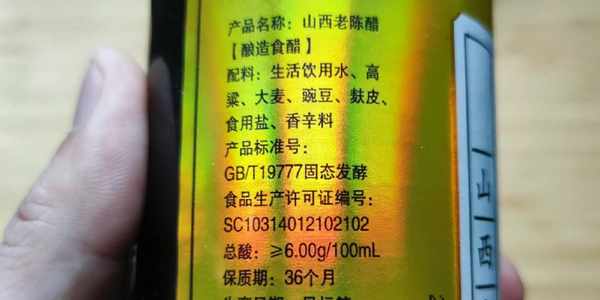 产品名称：山西老陈醋
【酿造食醋】
配料：生活饮用水、高
粱、大麦、豌豆、麸皮、
食用盐、香辛料
产品标准号：
GB/T19777固态发酵
食品生产许可证编号：
SC10314012102102
总酸：≥6.00g/100mL
保质期：36个月
山
西